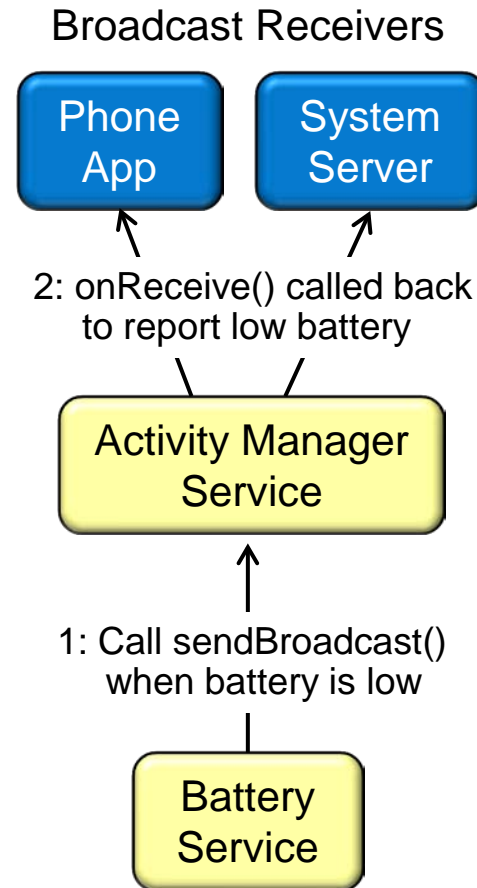 Broadcast Receivers
Phone
App
System
Server
2: onReceive() called back
to report low battery
Activity Manager
Service
1: Call sendBroadcast()
when battery is low
Battery
Service